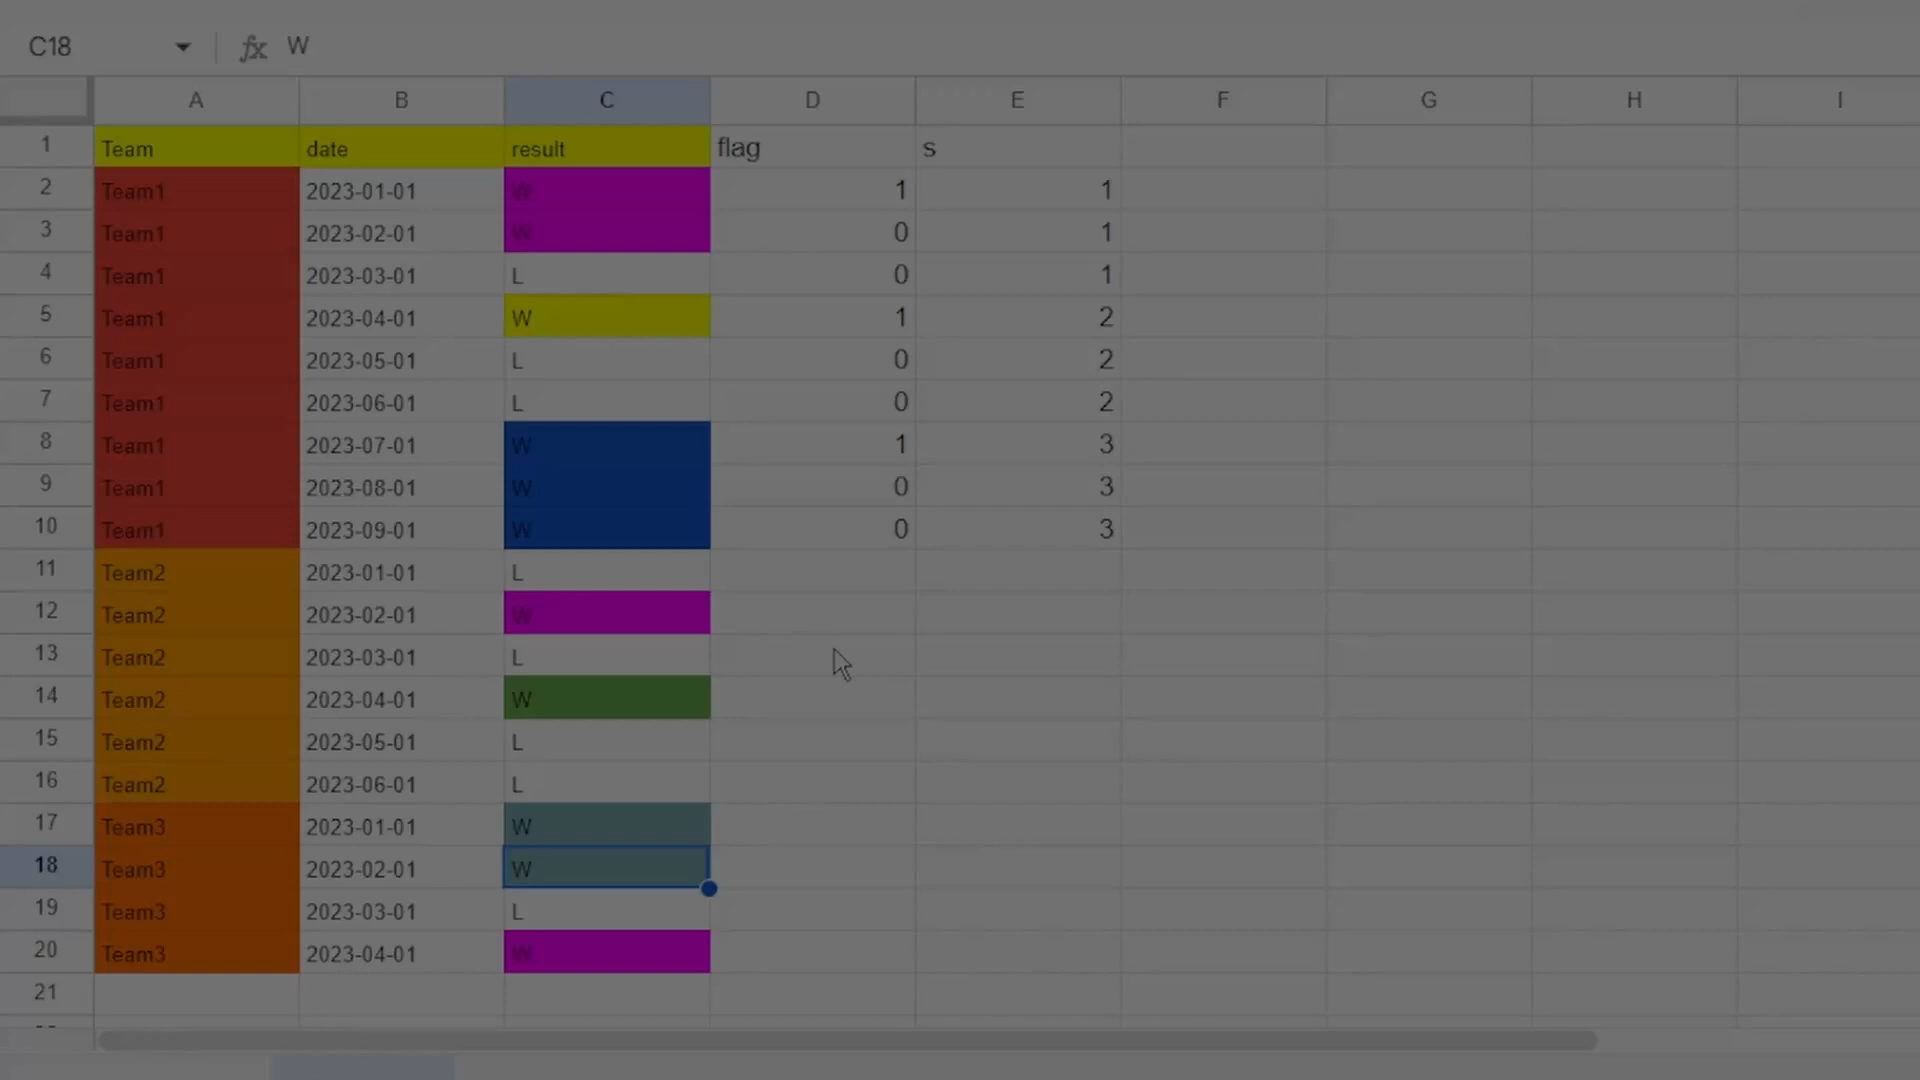 C18 fx W
A B C D E F G H I
1 Team date result flag s
2 Team1 2023-01-01 W 1 1
3 Team1 2023-02-01 W 0 1
4 Team1 2023-03-01 L 0 1
5 Team1 2023-04-01 W 1 2
6 Team1 2023-05-01 L 0 2
7 Team1 2023-06-01 L 0 2
8 Team1 2023-07-01 W 1 3
9 Team1 2023-08-01 W 0 3
10 Team1 2023-09-01 W 0 3
11 Team2 2023-01-01 L
12 Team2 2023-02-01 W
13 Team2 2023-03-01 L
14 Team2 2023-04-01 W
15 Team2 2023-05-01 L
16 Team2 2023-06-01 L
17 Team3 2023-01-01 W
18 Team3 2023-02-01 W
19 Team3 2023-03-01 L
20 Team3 2023-04-01 W
21